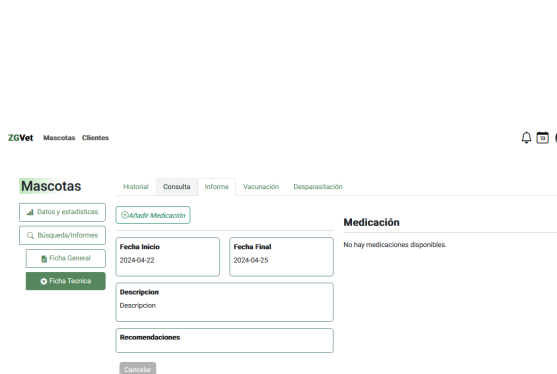 ZGVet Mascotas Clientes
19
Mascotas
Historial Consulta Informe Vacunación Desparasitación
Datos y estadísticas
Búsqueda/Informes
Ficha General
Ficha Tecnica
Añadir Medicación
Fecha Inicio
2024-04-22
Fecha Final
2024-04-25
Descripcion
Descripcion
Recomendaciones
Cancelar
Medicación
No hay medicaciones disponibles.